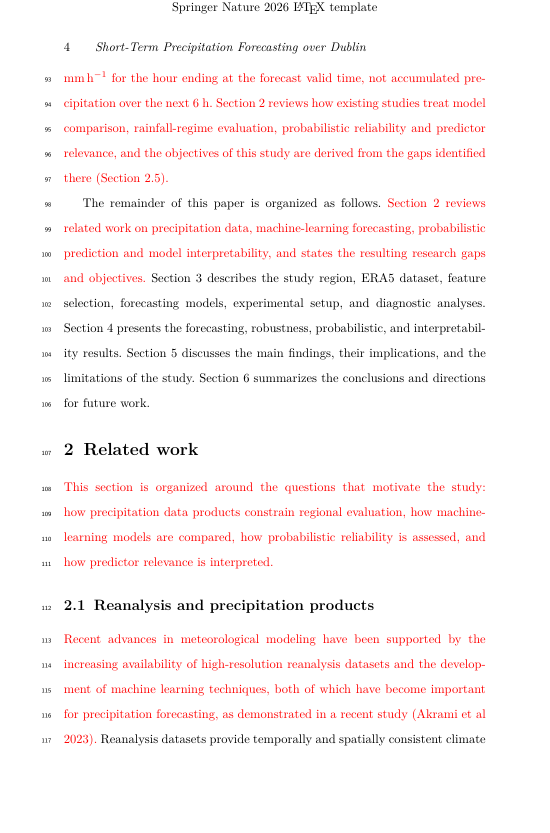 Springer Nature 2026 LATEX template
4 Short-Term Precipitation Forecasting over Dublin
93 mm h−1 for the hour ending at the forecast valid time, not accumulated pre-
94 cipitation over the next 6 h. Section 2 reviews how existing studies treat model
95 comparison, rainfall-regime evaluation, probabilistic reliability and predictor
96 relevance, and the objectives of this study are derived from the gaps identified
97 there (Section 2.5).
98 The remainder of this paper is organized as follows. Section 2 reviews
99 related work on precipitation data, machine-learning forecasting, probabilistic
100 prediction and model interpretability, and states the resulting research gaps
101 and objectives. Section 3 describes the study region, ERA5 dataset, feature
102 selection, forecasting models, experimental setup, and diagnostic analyses.
103 Section 4 presents the forecasting, robustness, probabilistic, and interpretabil-
104 ity results. Section 5 discusses the main findings, their implications, and the
105 limitations of the study. Section 6 summarizes the conclusions and directions
106 for future work.
107 2 Related work
108 This section is organized around the questions that motivate the study:
109 how precipitation data products constrain regional evaluation, how machine-
110 learning models are compared, how probabilistic reliability is assessed, and
111 how predictor relevance is interpreted.
112 2.1 Reanalysis and precipitation products
113 Recent advances in meteorological modeling have been supported by the
114 increasing availability of high-resolution reanalysis datasets and the develop-
115 ment of machine learning techniques, both of which have become important
116 for precipitation forecasting, as demonstrated in a recent study (Akrami et al
117 2023). Reanalysis datasets provide temporally and spatially consistent climate